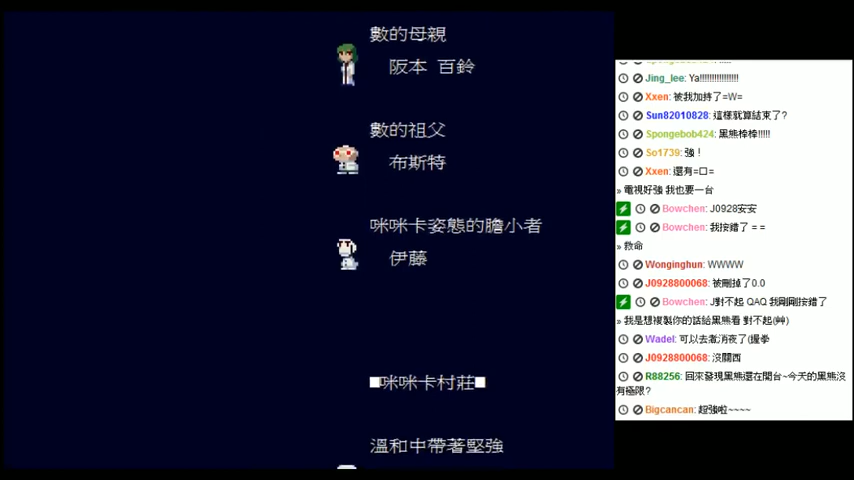 數的母親
阪本 百鈴
數的祖父
布斯特
咪咪卡姿態的膽小者
伊藤
■咪咪卡村莊■
溫和中帶著堅強
Jing_lee: Ya!!!!!!!!!!!!!!!!
Xxen: 被我加持了=W=
Sun82010828: 這樣就算結束了?
Spongebob424: 黑熊棒棒!!!!!
So1739: 強！
Xxen: 還有=口=
» 電視好強 我也要一台
Bowchen: J0928安安
Bowchen: 我按錯了 = =
» 救命
Wonginghun: WWWW
J0928800068: 被刪掉了0.0
Bowchen: J對不起 QAQ 我剛剛按錯了
» 我是想複製你的話給黑熊看 對不起(艸)
Wadel: 可以去煮消夜了(握拳
J0928800068: 沒關西
R88256: 回來發現黑熊還在開台~今天的黑熊沒
有極限?
Bigcancan: 超強啦~~~~